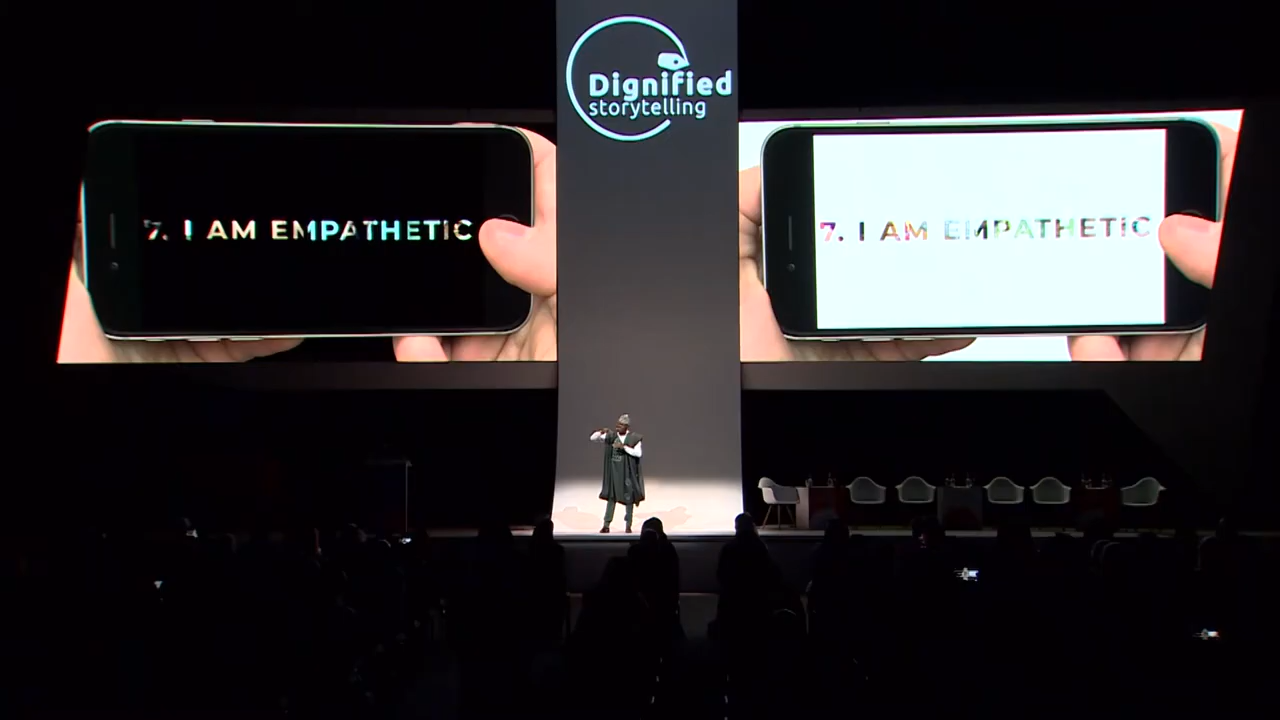 Dignified
storytelling
7. I AM EMPATHETIC
7. I AM EMPATHETIC